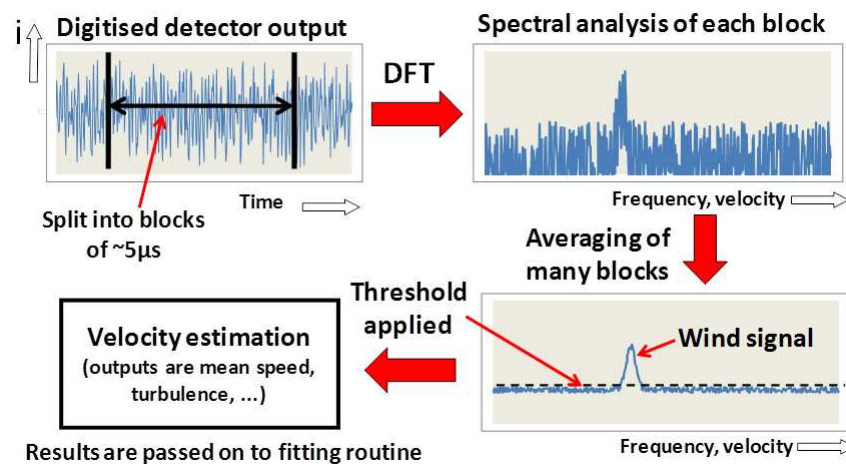 Digitised detector output
i
Time
Split into blocks
of ~5µs
DFT
Spectral analysis of each block
Frequency, velocity
Averaging of
many blocks
Threshold
applied
Wind signal
Frequency, velocity
Velocity estimation
(outputs are mean speed,
turbulence, ...)
Results are passed on to fitting routine